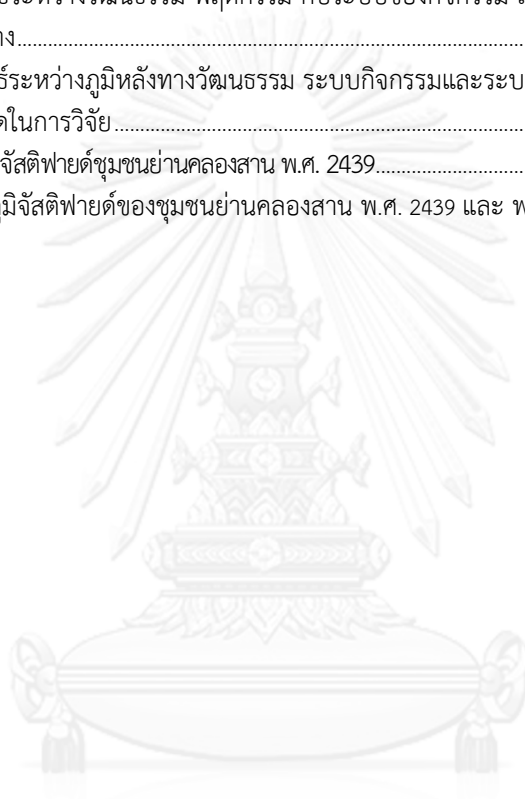 ระหว่างวัฒนธรรม พฤติกรรม กับระบบของกิจกรรม
าง....................................................................................................
ธ์ระหว่างภูมิหลังทางวัฒนธรรม ระบบกิจกรรมและระบ
ดในการวิจัย....................................................................................
จัสติฟายด์ชุมชนย่านคลองสาน พ.ศ. 2439..............................
ภูมิจัสติฟายด์ของชุมชนย่านคลองสาน พ.ศ. 2439 และ พ